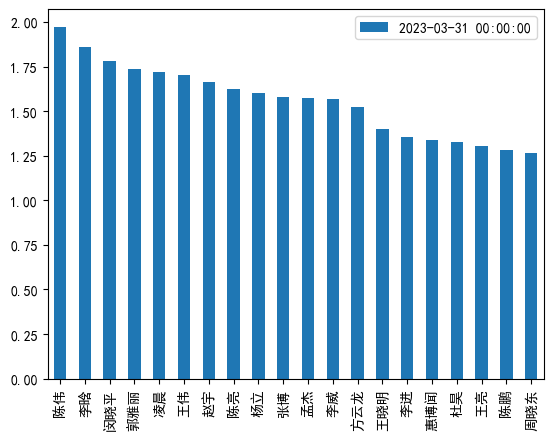 2023-03-31 00:00:00
2.00
1.75
1.50
1.25
1.00
0.75
0.50
0.25
0.00
陈伟
李晗
闵晓平
郭雅丽
凌晨
王伟
赵宇
陈亮
杨立
张博
孟杰
李威
方云龙
王晓明
李进
惠博闻
杜昊
王亮
陈鹏
周晓东